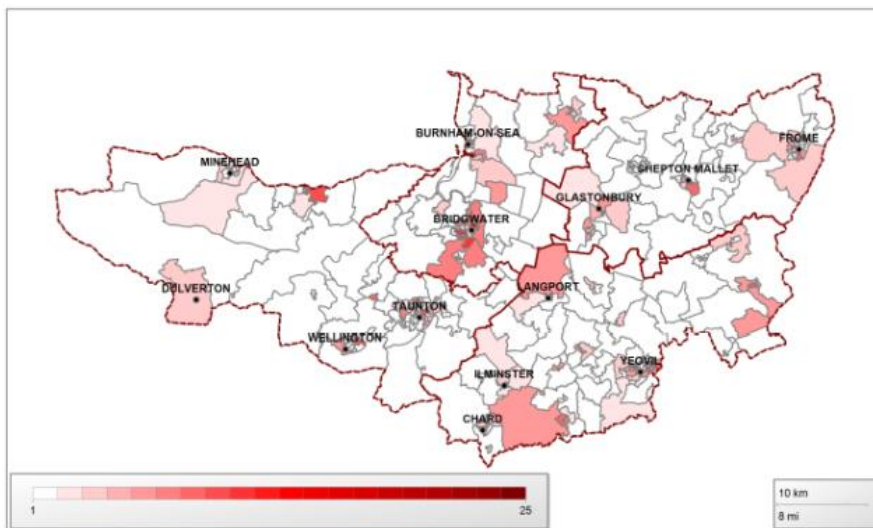 BURNHAM-ON-SEA
FROME
MINEHEAD
SHEPTON MALLET
GLASTONBURY
BRIDGWATER
DULVERTON
LANGPORT
TAUNTON
WELLINGTON
YEOVIL
ILMINSTER
CHARD
1
25
10 km
8 mi